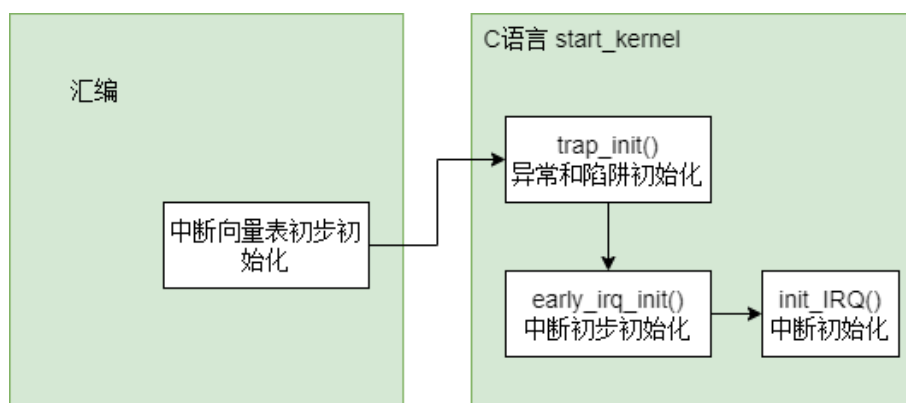 汇编
中断向量表初步初
始化
C语言 start_kernel
trap_init()
异常和陷阱初始化
early_irq_init()
中断初步初始化
init_IRQ()
中断初始化